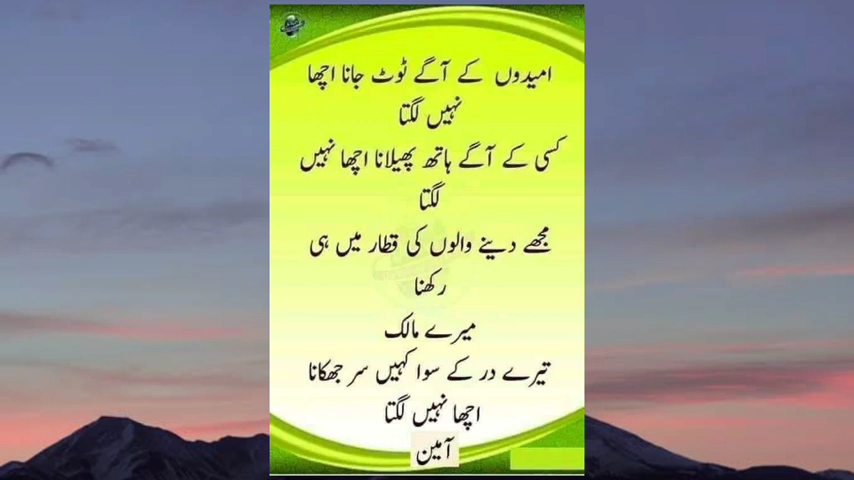 امیدوں کے آگے ٹوٹ جانا اچھا
نہیں لگتا
کسی کے آگے ہاتھ پھیلانا اچھا نہیں
لگتا
مجھے دینے والوں کی قطار میں ہی
رکھنا
میرے مالک
تیرے در کے سوا کہیں سر جھکانا
اچھا نہیں لگتا
آمین